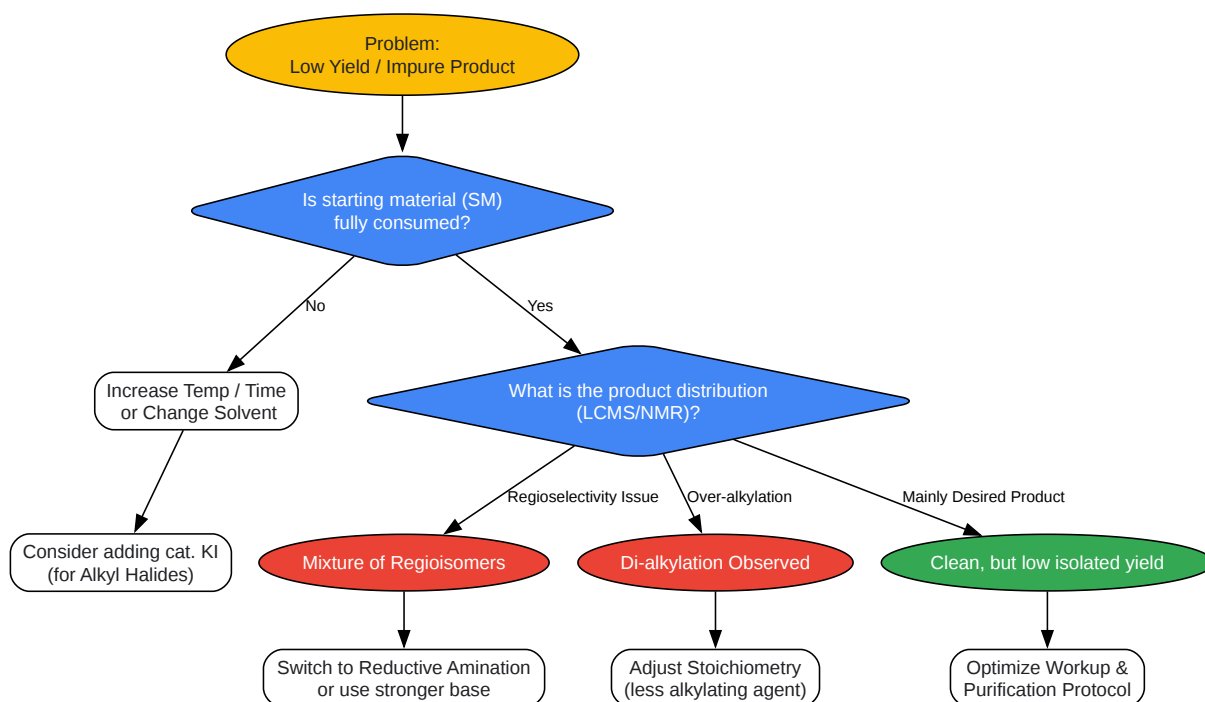 Problem:
Low Yield / Impure Product
Is starting material (SM)
fully consumed?
No
Yes
Increase Temp / Time
or Change Solvent
What is the product distribution
(LCMS/NMR)?
Regioselectivity Issue
Over-alkylation
Mainly Desired Product
Consider adding cat. KI
(for Alkyl Halides)
Mixture of Regioisomers
Di-alkylation Observed
Clean, but low isolated yield
Switch to Reductive Amination
or use stronger base
Adjust Stoichiometry
(less alkylating agent)
Optimize Workup &
Purification Protocol